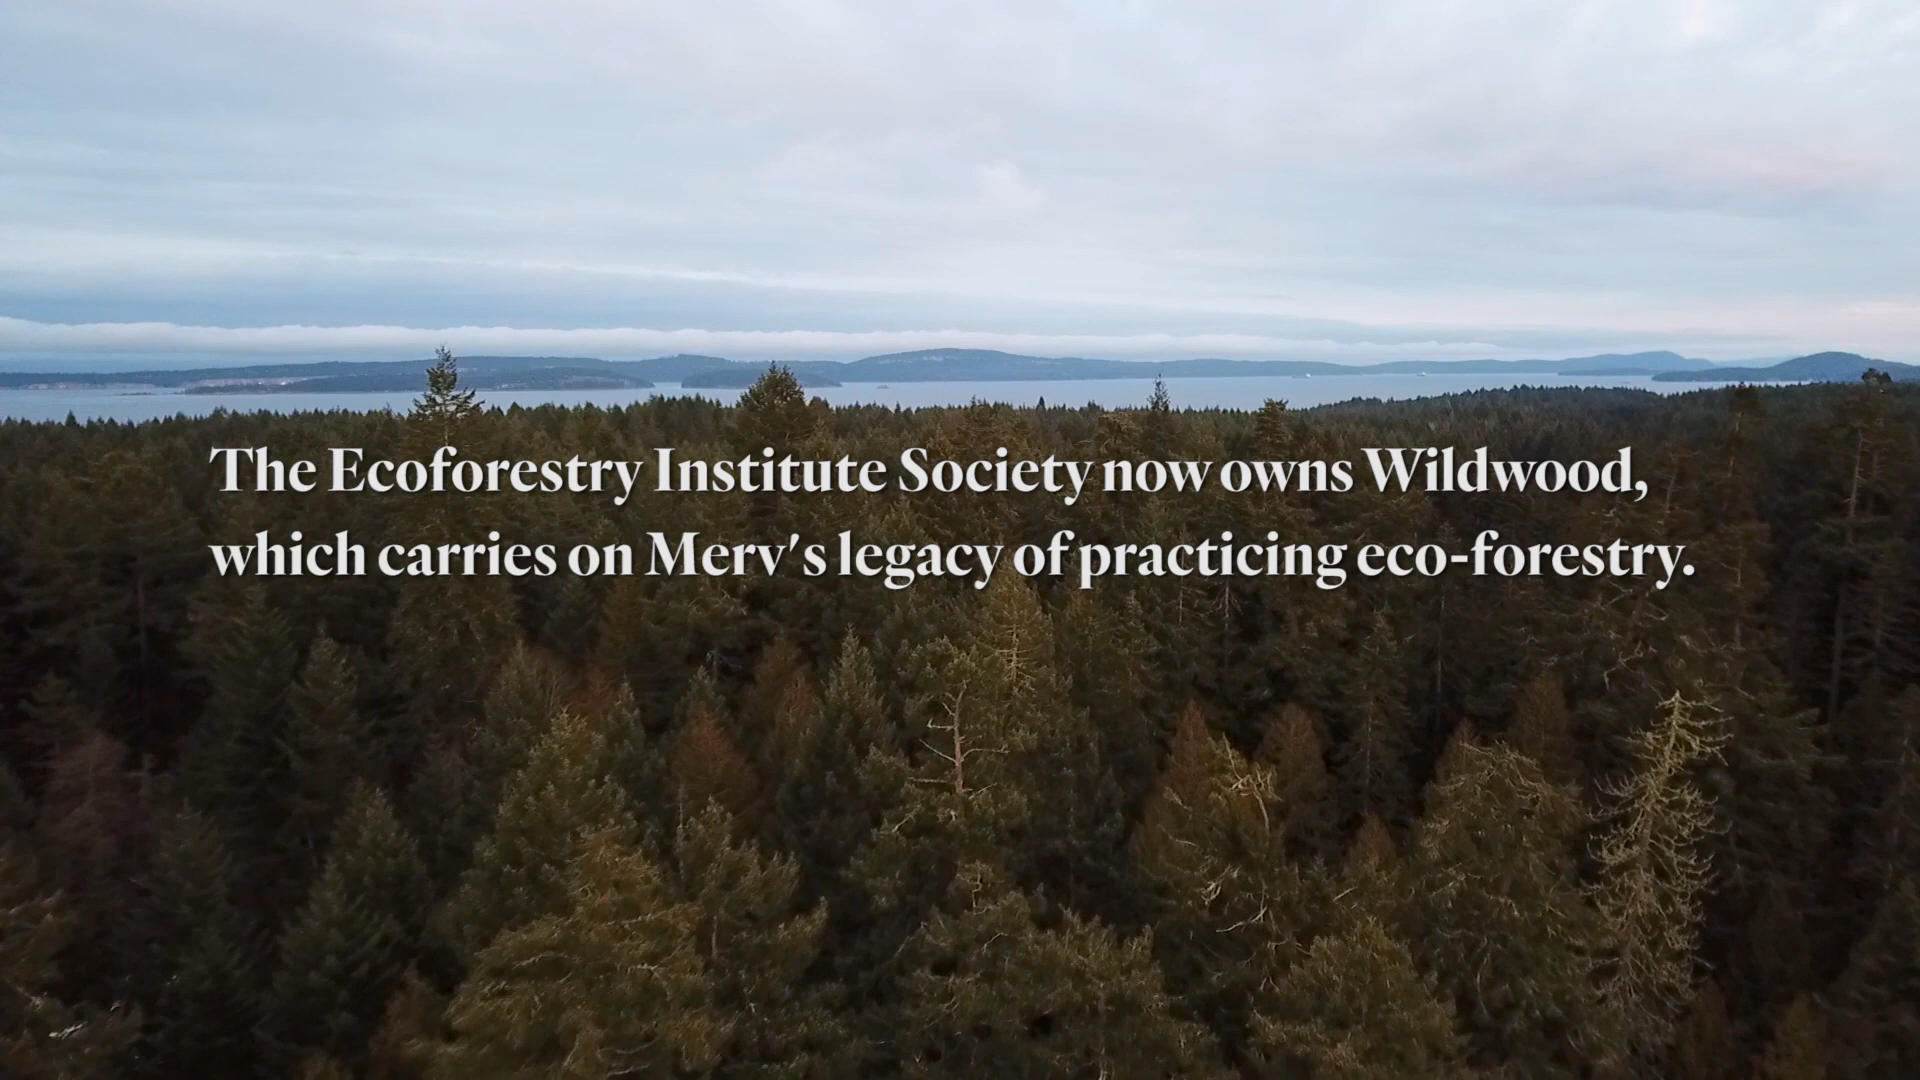 The Ecoforestry Institute Society now owns Wildwood,
which carries on Merv's legacy of practicing eco-forestry.